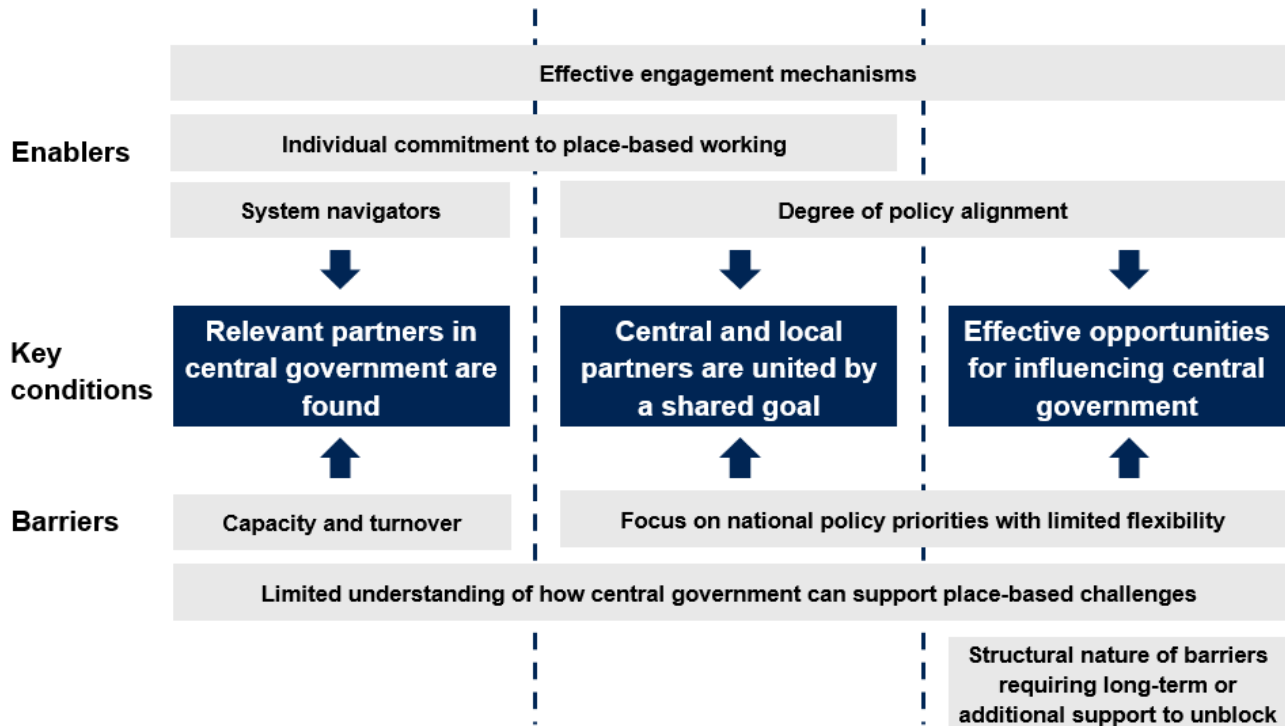 Effective engagement mechanisms
Enablers
Individual commitment to place-based working
System navigators
Degree of policy alignment
Key
conditions
Relevant partners in
central government are
found
Central and local
partners are united by
a shared goal
Effective opportunities
for influencing central
government
Barriers
Capacity and turnover
Focus on national policy priorities with limited flexibility
Limited understanding of how central government can support place-based challenges
Structural nature of barriers
requiring long-term or
additional support to unblock